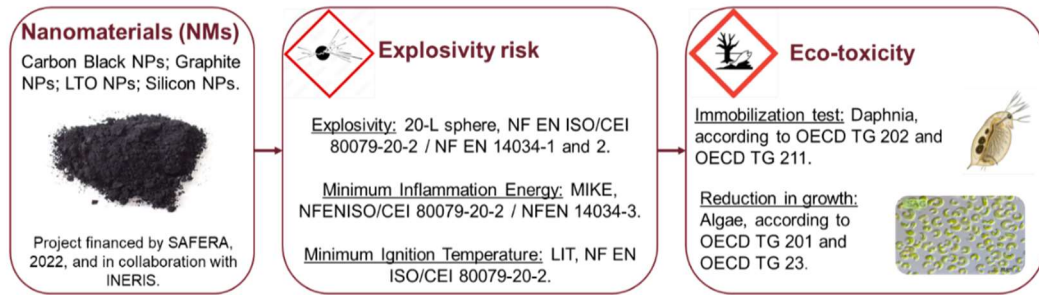 Nanomaterials (NMs)
Carbon Black NPs; Graphite
NPs; LTO NPs; Silicon NPs.
Project financed by SAFERA,
2022, and in collaboration with
INERIS.
Explosivity risk
Explosivity: 20-L sphere, NF EN ISO/CEI
80079-20-2 / NF EN 14034-1 and 2.
Minimum Inflammation Energy: MIKE,
NFENISO/CEI 80079-20-2 / NFEN 14034-3.
Minimum Ignition Temperature: LIT, NF EN
ISO/CEI 80079-20-2.
Eco-toxicity
Immobilization test: Daphnia,
according to OECD TG 202 and
OECD TG 211.
Reduction in growth:
Algae, according to
OECD TG 201 and
OECD TG 23.